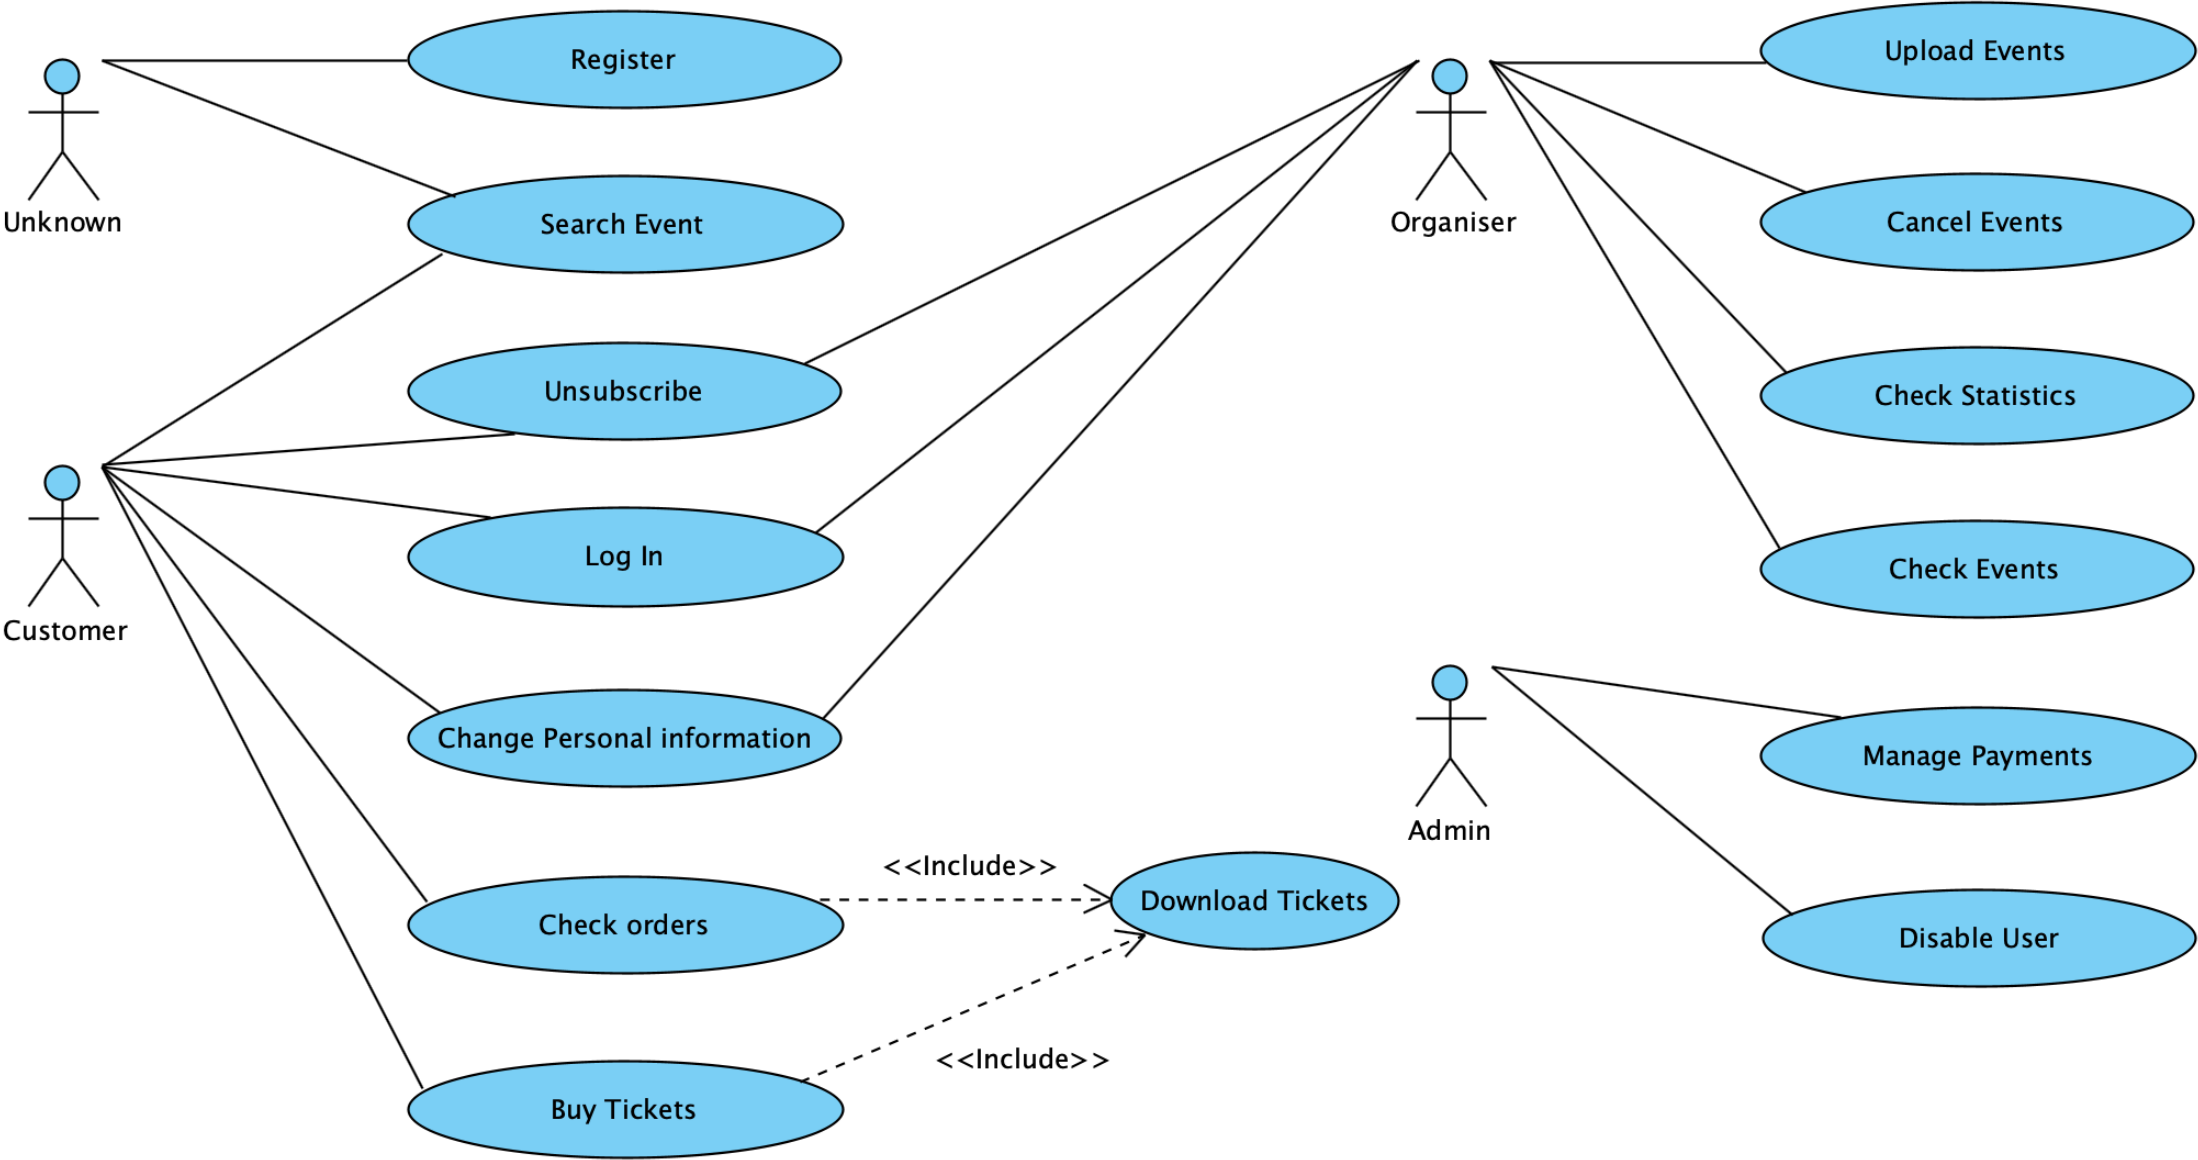 Register
Upload Events
Unknown
Search Event
Organiser
Cancel Events
Unsubscribe
Check Statistics
Log In
Check Events
Customer
Change Personal information
Manage Payments
Admin
<<Include>>
Check orders
Download Tickets
Disable User
<<Include>>
Buy Tickets